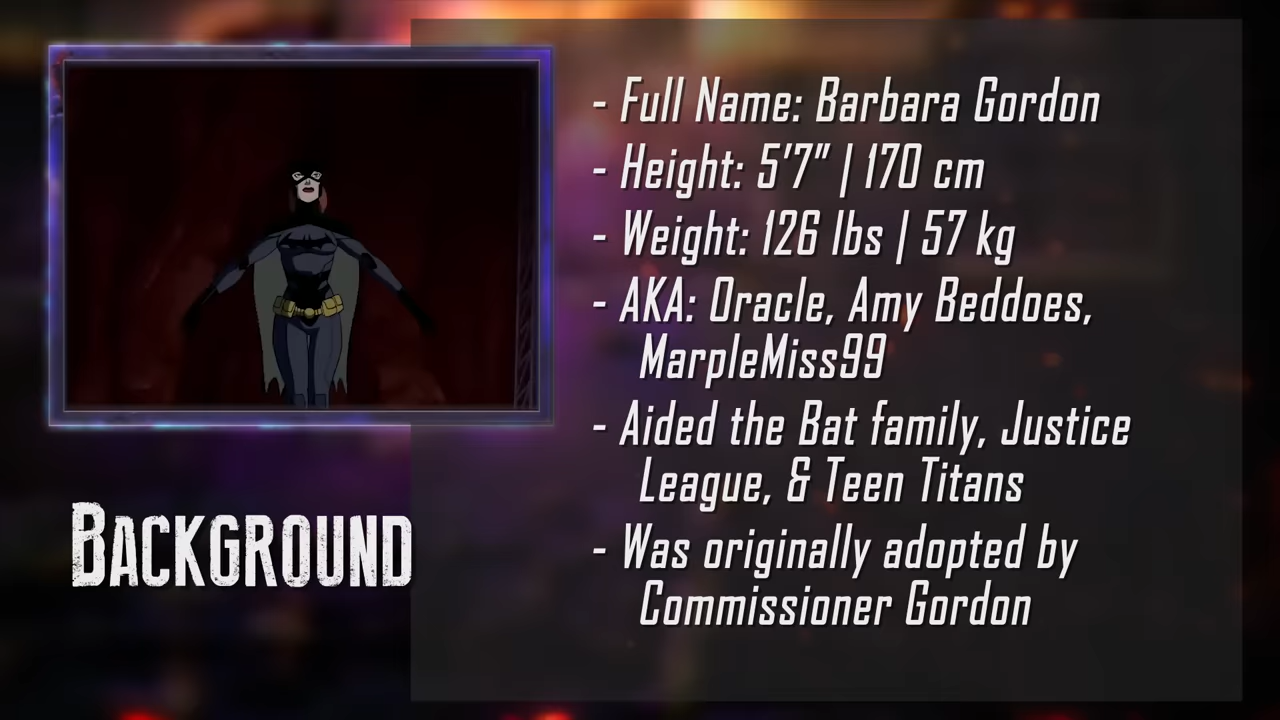 - Full Name: Barbara Gordon
- Height: 5'7" | 170 cm
- Weight: 126 lbs | 57 kg
- AKA: Oracle, Amy Beddoes,
MarpleMiss99
- Aided the Bat family, Justice
League, & Teen Titans
- Was originally adopted by
Commissioner Gordon
Background